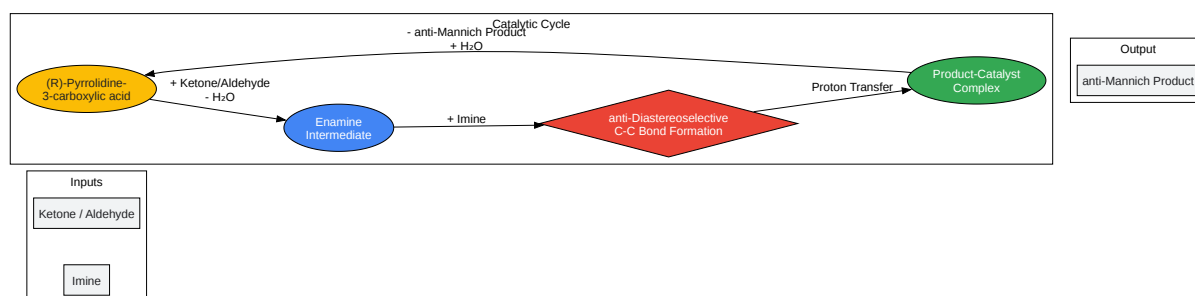 Catalytic Cycle
- anti-Mannich Product
+ H₂O
(R)-Pyrrolidine-
3-carboxylic acid
+ Ketone/Aldehyde
- H₂O
Enamine
Intermediate
+ Imine
anti-Diastereoselective
C-C Bond Formation
Proton Transfer
Product-Catalyst
Complex
Output
anti-Mannich Product
Inputs
Ketone / Aldehyde
Imine